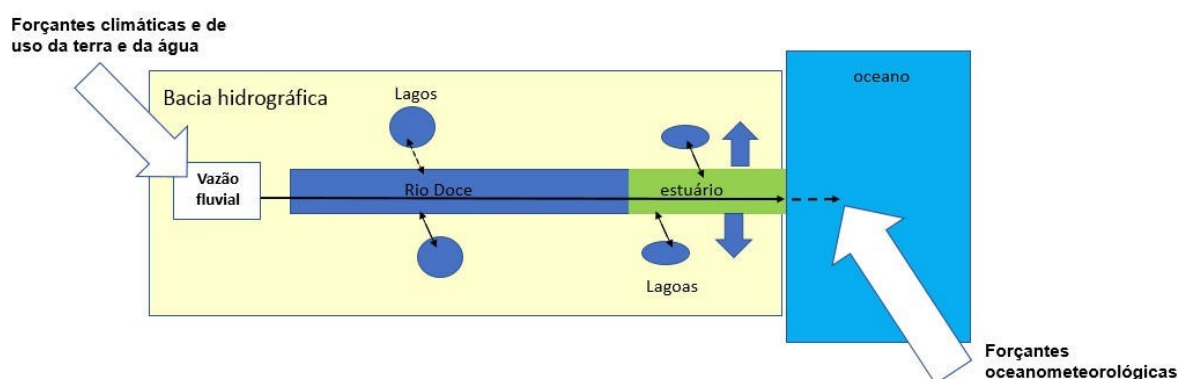 Forçantes climáticas e de
uso da terra e da água
Bacia hidrográfica
Lagos
oceano
Vazão
fluvial
Rio Doce
estuário
Lagoas
Forçantes
oceanometeorológicas